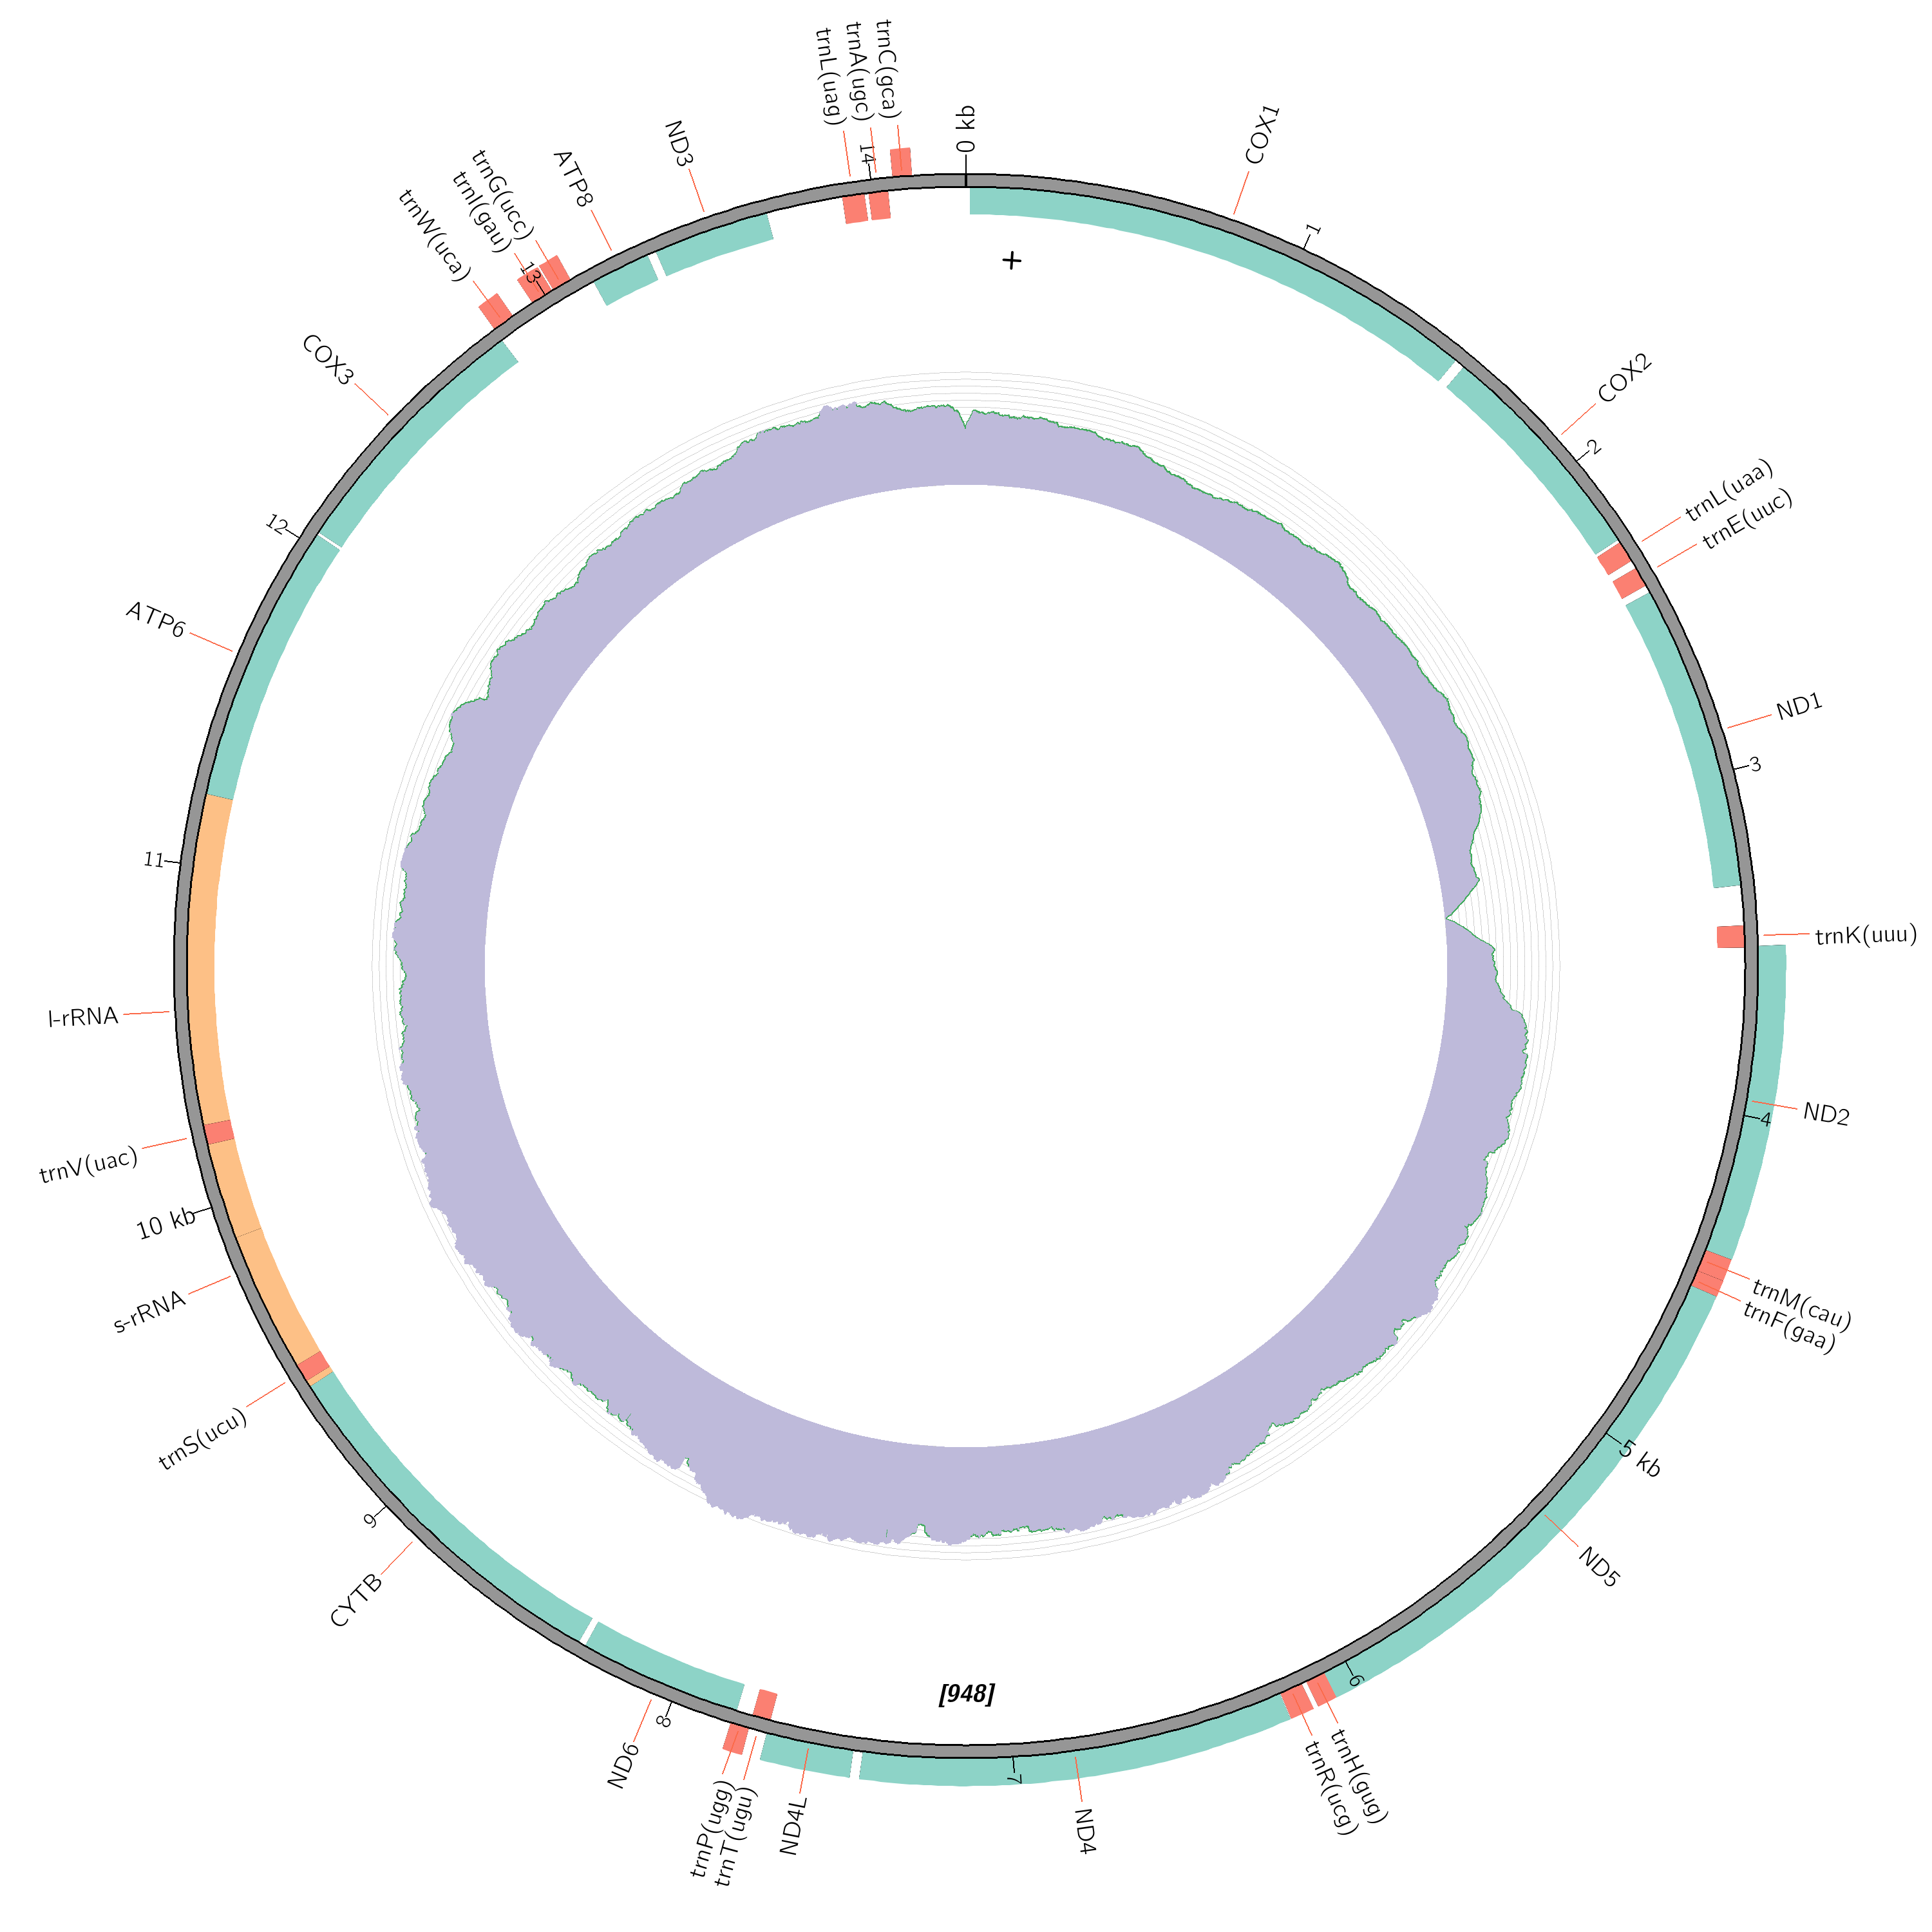 0 kb
COX1
1
COX2
2
trnL(uaa)
trnE(uuc)
ND1
3
trnK(uuu)
ND2
4
trnM(cau)
trnF(gaa)
5 kb
ND5
6
trnH(gug)
trnR(ucg)
ND4
7
ND4L
trnT(ugu)
trnP(ugg)
8
ND6
CYTB
9
trnS(ucu)
s-rRNA
10 kb
trnV(uac)
l-rRNA
11
ATP6
12
COX3
trnW(uca)
trnI(gau)
13
trnG(ucc)
ATP8
ND3
trnL(uag)
14
trnA(ugc)
trnC(gca)
+
[948]